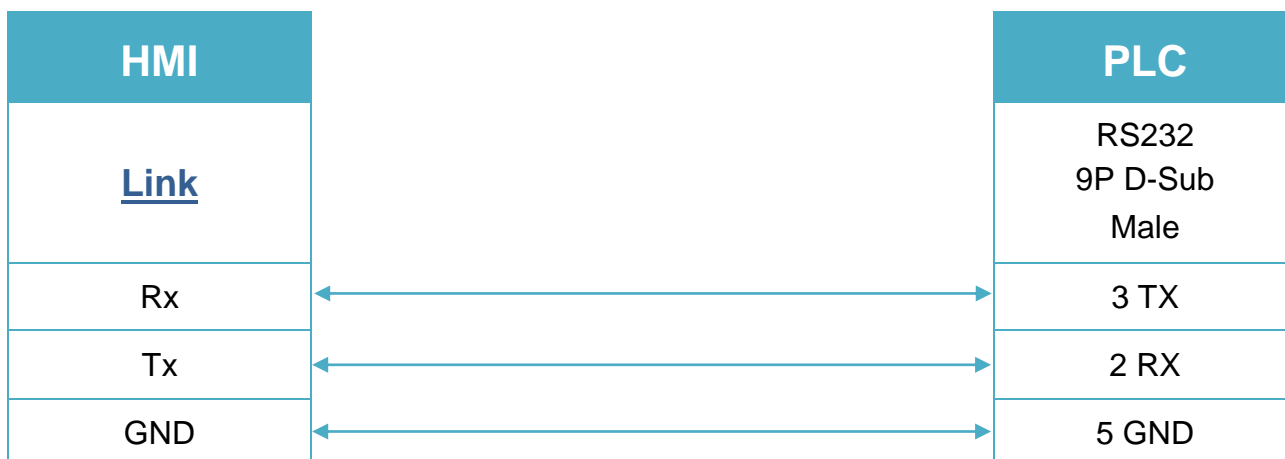 HMI PLC
Link RS232
9P D-Sub
Male
Rx 3 TX
Tx 2 RX
GND 5 GND